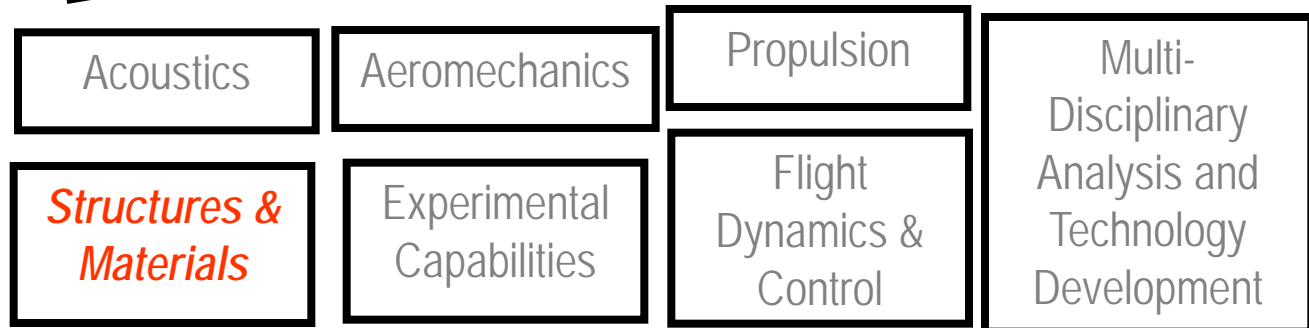 Acoustics
Aeromechanics
Propulsion
Multi-
Disciplinary
Analysis and
Technology
Development
Structures &
Materials
Experimental
Capabilities
Flight
Dynamics &
Control